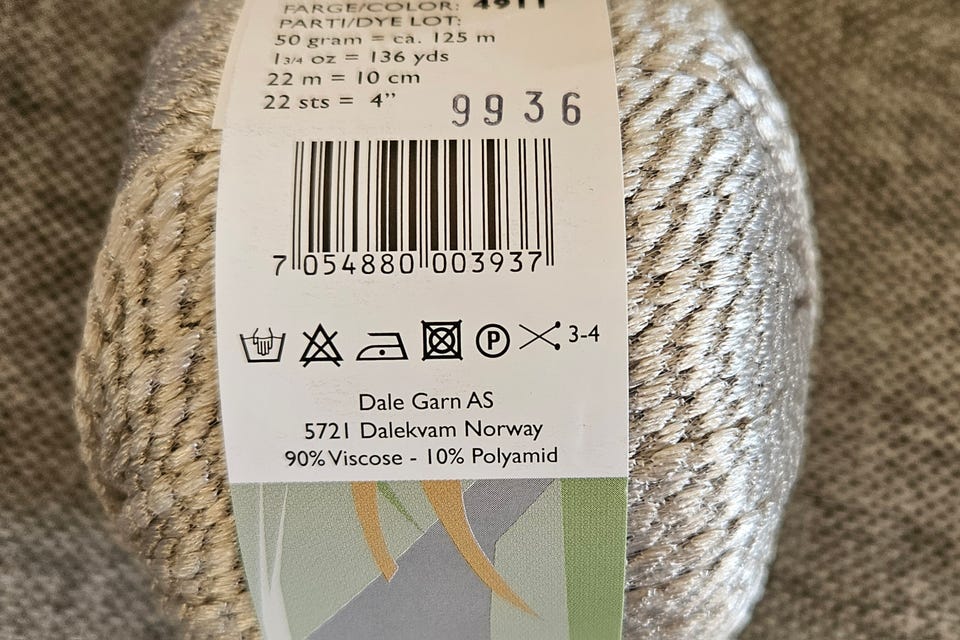 FARGE/COLOR: 4911
PARTI/DYE LOT:
50 gram = ca. 125 m
1 3/4 oz = 136 yds
22 m = 10 cm
22 sts = 4”
9936
7 054880 003937
P 3-4
Dale Garn AS
5721 Dalekvam Norway
90% Viscose - 10% Polyamid